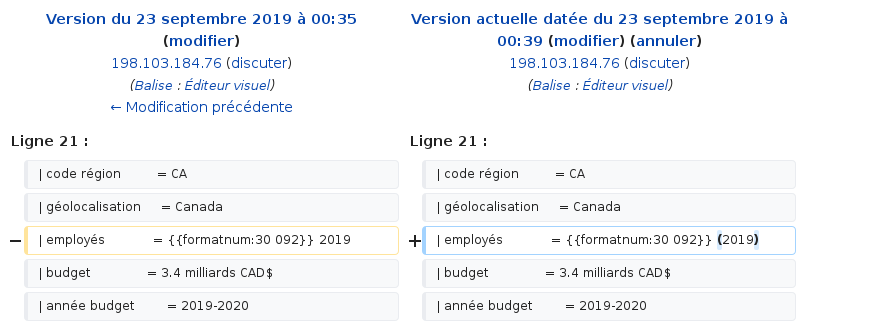 Version du 23 septembre 2019 à 00:35
(modifier)
198.103.184.76 (discuter)
(Balise : Éditeur visuel)
← Modification précédente
Version actuelle datée du 23 septembre 2019 à
00:39 (modifier) (annuler)
198.103.184.76 (discuter)
(Balise : Éditeur visuel)
Ligne 21 :
Ligne 21 :
| code région = CA
| code région = CA
| géolocalisation = Canada
| géolocalisation = Canada
− | employés = {{formatnum:30 092}} 2019
+ | employés = {{formatnum:30 092}} (2019)
| budget = 3.4 milliards CAD$
| budget = 3.4 milliards CAD$
| année budget = 2019-2020
| année budget = 2019-2020